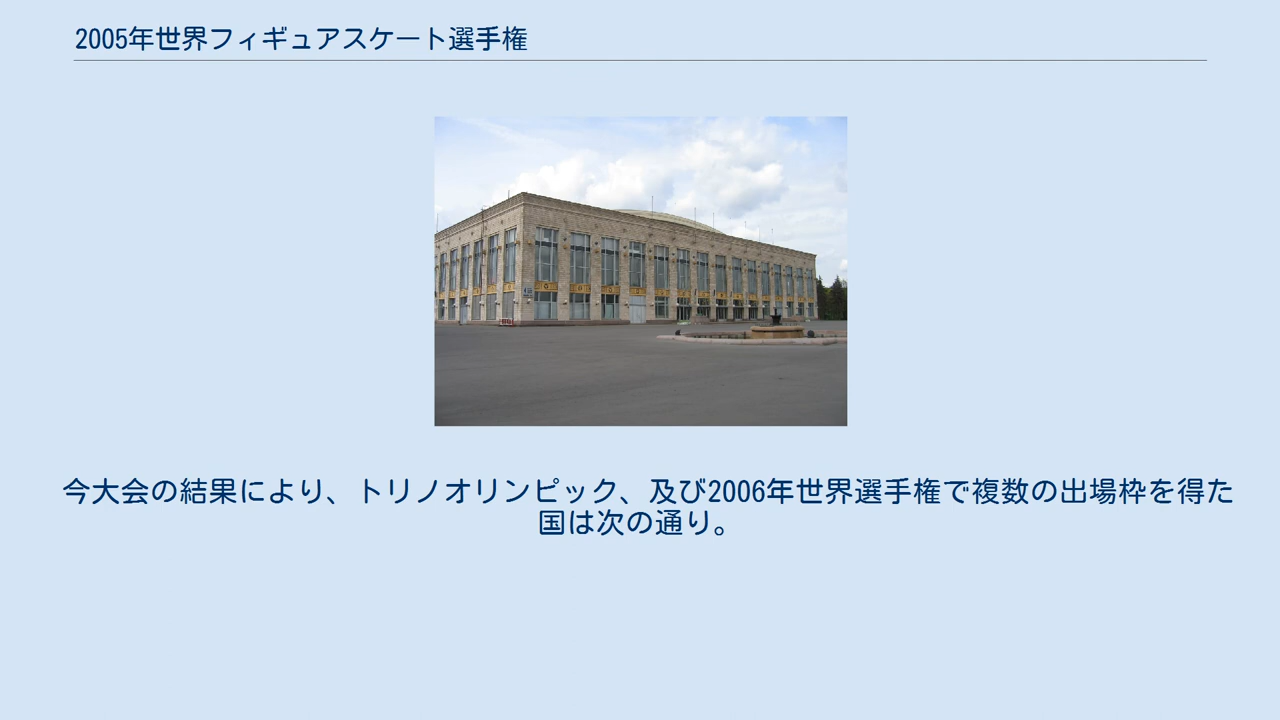 2005年世界フィギュアスケート選手権
今大会の結果により、トリノオリンピック、及び2006年世界選手権で複数の出場枠を得た
国は次の通り。